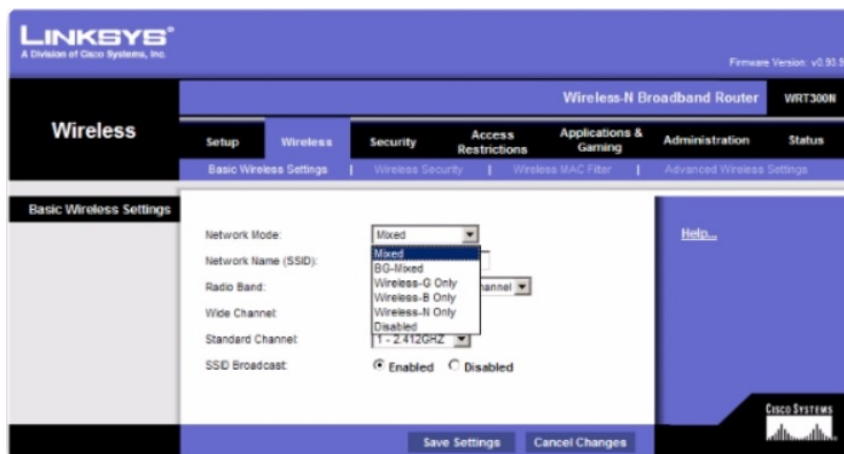 LINKSYS®
A Division of Cisco Systems, Inc.
Firmware Version: v0.93.9
Wireless-N Broadband Router WRT300N
Wireless
Setup Wireless Security Access Restrictions Applications & Gaming Administration Status
Basic Wireless Settings | Wireless Security | Wireless MAC Filter | Advanced Wireless Settings
Basic Wireless Settings
Help...
Network Mode: Mixed
Mixed
Network Name (SSID):
BG-Mixed
Wireless-G Only
Radio Band:
Wireless-B Only
Wide Channel:
Wireless-N Only
Disabled
Standard Channel: 1 - 2.412GHZ
SSID Broadcast: Enabled Disabled
CISCO SYSTEMS
Save Settings Cancel Changes